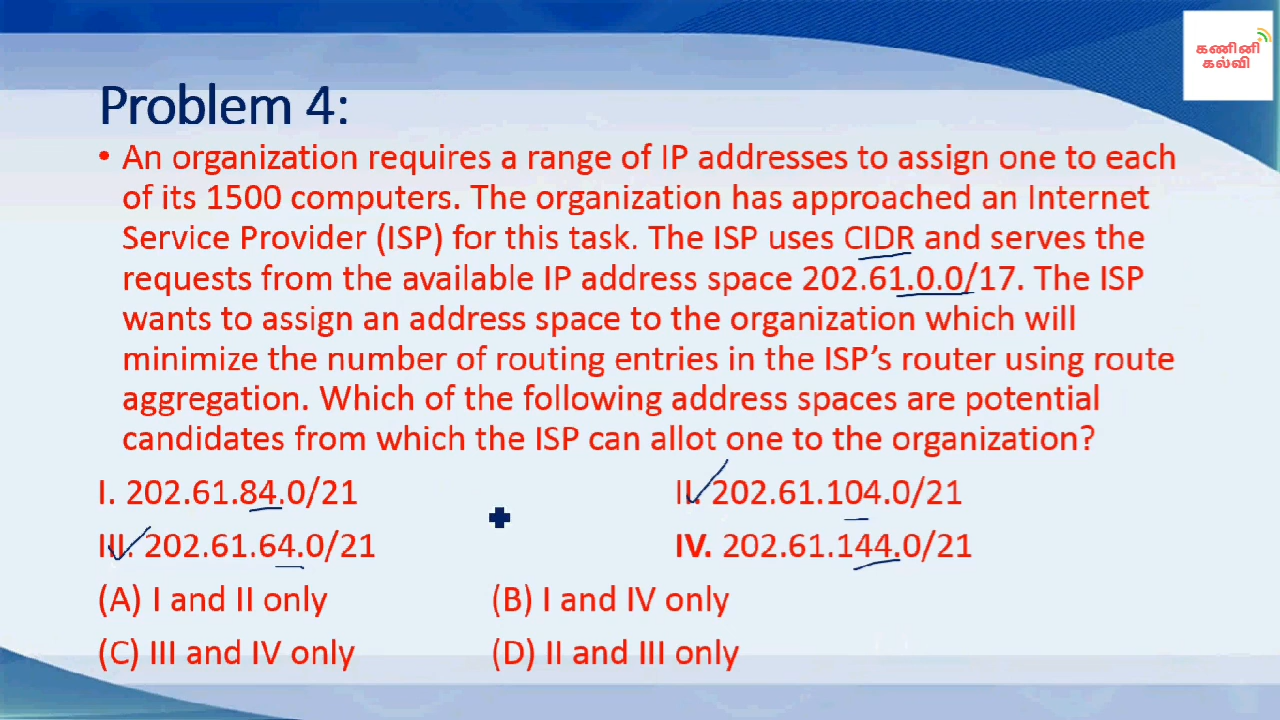 கணினி
கல்வி
Problem 4:
• An organization requires a range of IP addresses to assign one to each
of its 1500 computers. The organization has approached an Internet
Service Provider (ISP) for this task. The ISP uses CIDR and serves the
requests from the available IP address space 202.61.0.0/17. The ISP
wants to assign an address space to the organization which will
minimize the number of routing entries in the ISP’s router using route
aggregation. Which of the following address spaces are potential
candidates from which the ISP can allot one to the organization?
I. 202.61.84.0/21 II. 202.61.104.0/21
III. 202.61.64.0/21 IV. 202.61.144.0/21
(A) I and II only (B) I and IV only
(C) III and IV only (D) II and III only